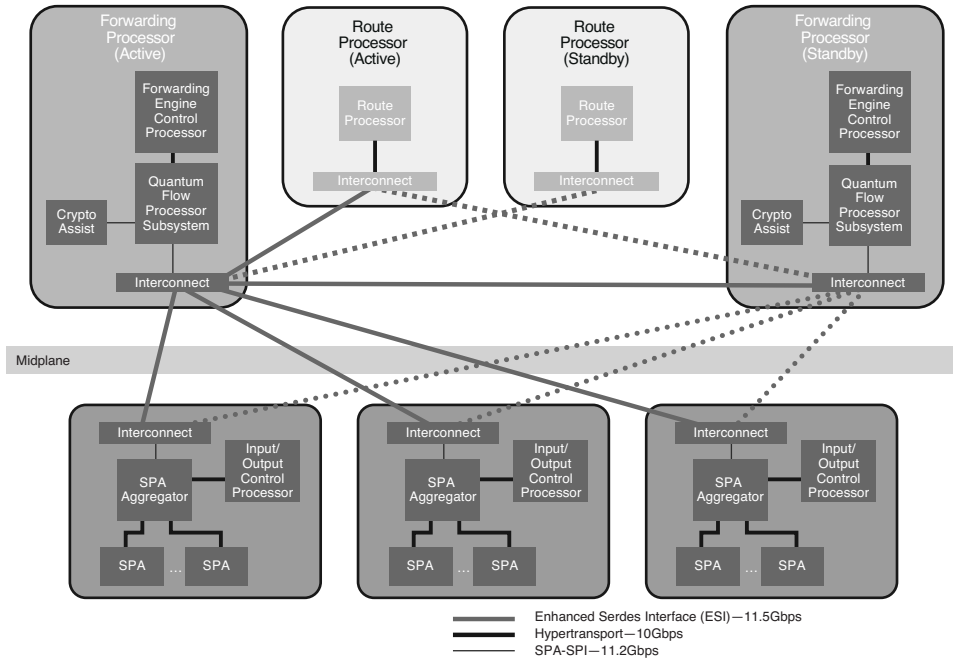 Forwarding
Processor
(Active)
Forwarding
Engine
Control
Processor
Quantum
Flow
Processor
Subsystem
Crypto
Assist
Interconnect
Route
Processor
(Active)
Route
Processor
Interconnect
Route
Processor
(Standby)
Route
Processor
Interconnect
Forwarding
Processor
(Standby)
Forwarding
Engine
Control
Processor
Quantum
Flow
Processor
Subsystem
Crypto
Assist
Interconnect
Midplane
Interconnect
SPA
Aggregator
Input/
Output
Control
Processor
SPA
...
SPA
Interconnect
SPA
Aggregator
Input/
Output
Control
Processor
SPA
...
SPA
Interconnect
SPA
Aggregator
Input/
Output
Control
Processor
SPA
...
SPA
Enhanced Serdes Interface (ESI)—11.5Gbps
Hypertransport—10Gbps
SPA-SPI—11.2Gbps